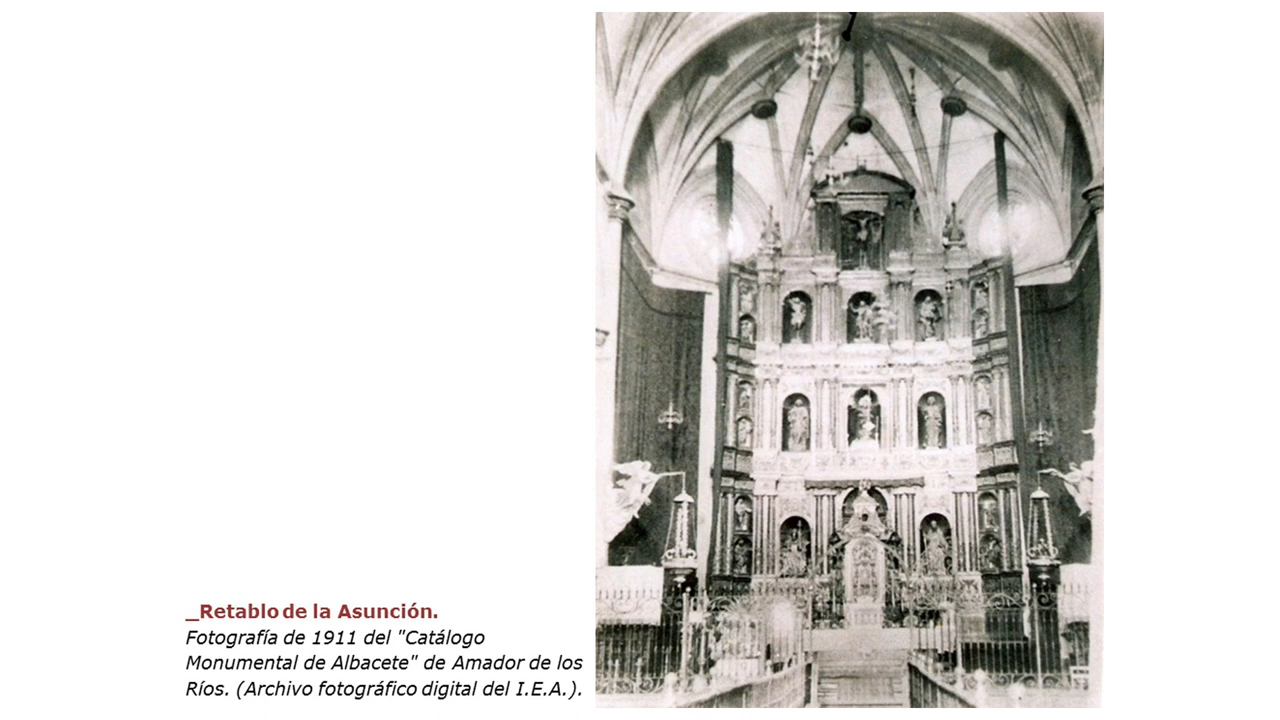 _Retablo de la Asunción.
Fotografía de 1911 del "Catálogo
Monumental de Albacete" de Amador de los
Ríos. (Archivo fotográfico digital del I.E.A.).